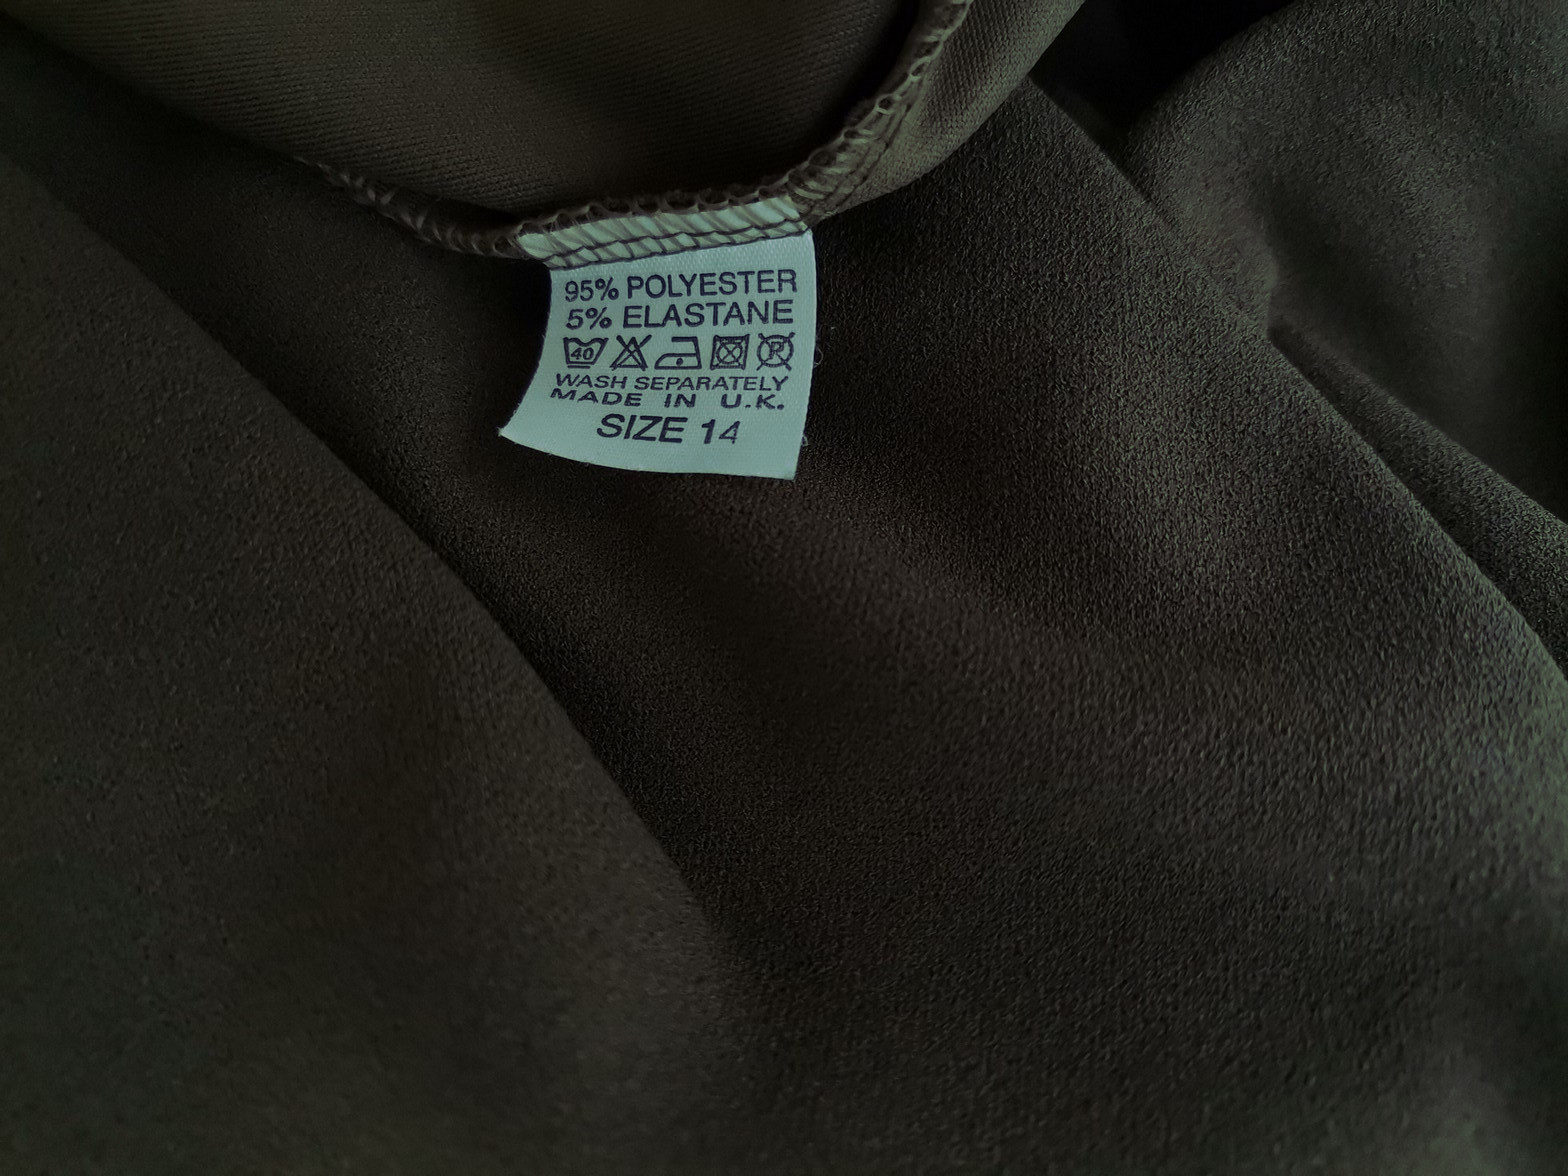 95% POLYESTER
5% ELASTANE
40
WASH SEPARATELY
MADE IN U.K.
SIZE 14